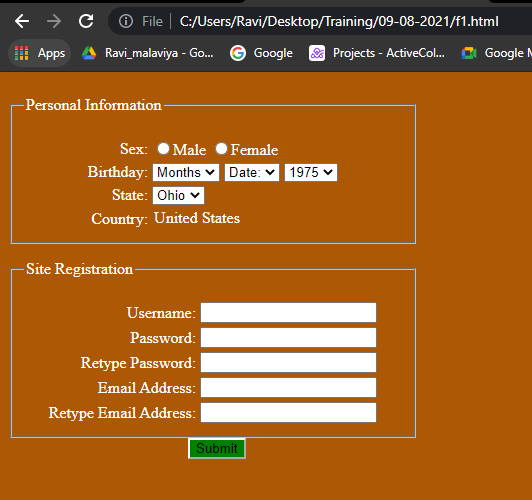 File C:/Users/Ravi/Desktop/Training/09-08-2021/f1.html
Apps Ravi_malaviya - Go... Google Projects - ActiveCol... Google M
Personal Information
Sex: Male Female
Birthday: Months Date: 1975
State: Ohio
Country: United States
Site Registration
Username:
Password:
Retype Password:
Email Address:
Retype Email Address:
Submit